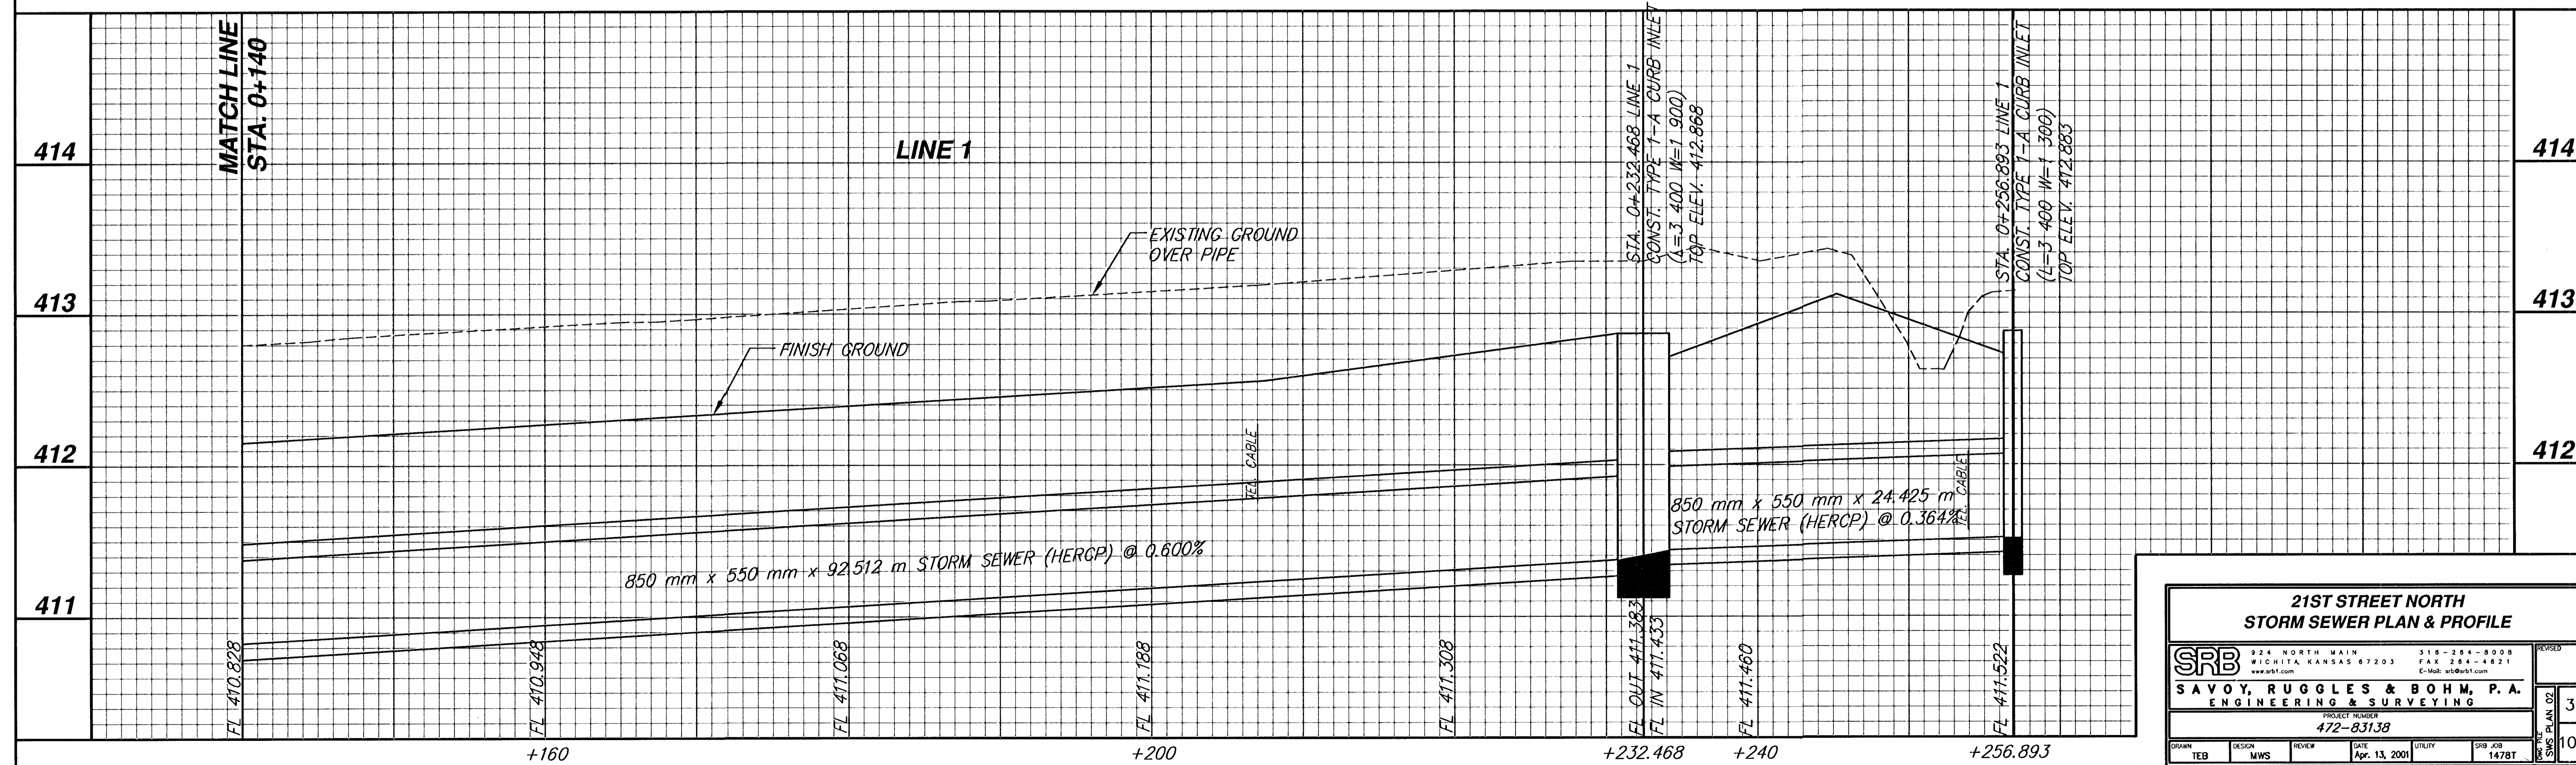 MATCH LINE
STA. 0+140
LINE 1
EXISTING GROUND
OVER PIPE
FINISH GROUND
STA. 0+232.468 LINE 1
CONST. TYPE 1-A CURB INLET
(L=3 400 W=1 900)
TOP ELEV. 412.868
STA. 0+256.893 LINE 1
CONST. TYPE 1-A CURB INLET
(L=3 400 W=1 300)
TOP ELEV. 412.883
414
413
412
411
414
413
412
TEL. CABLE
TEL. CABLE
850 mm x 550 mm x 92.512 m STORM SEWER (HERCP) @ 0.600%
850 mm x 550 mm x 24.425 m
STORM SEWER (HERCP) @ 0.364%
FL 410.828
FL 410.948
FL 411.068
FL 411.188
FL 411.308
FL OUT 411.383
FL IN 411.433
FL 411.460
FL 411.522
+160
+200
+232.468
+240
+256.893
21ST STREET NORTH
STORM SEWER PLAN & PROFILE
SRB
924 NORTH MAIN
WICHITA, KANSAS 67203
www.srb1.com
316-264-8008
FAX 264-4621
E-Mail: srb@srb1.com
SAVOY, RUGGLES & BOHM, P.A.
ENGINEERING & SURVEYING
PROJECT NUMBER
472-83138
DRAWN
TEB
DESIGN
MWS
REVIEW
DATE
Apr. 13, 2001
UTILITY
SRB JOB
1478T
REVISED
DWG FILE
SWS PLAN 02
3
10